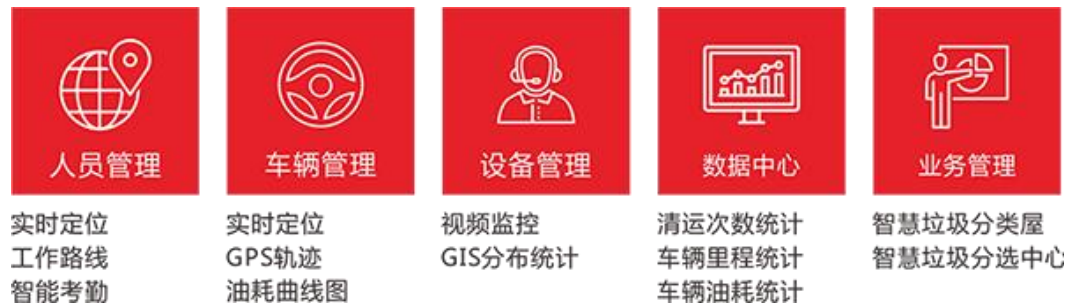 人员管理
实时定位
工作路线
智能考勤
车辆管理
实时定位
GPS轨迹
油耗曲线图
设备管理
视频监控
GIS分布统计
数据中心
清运次数统计
车辆里程统计
车辆油耗统计
业务管理
智慧垃圾分类屋
智慧垃圾分选中心